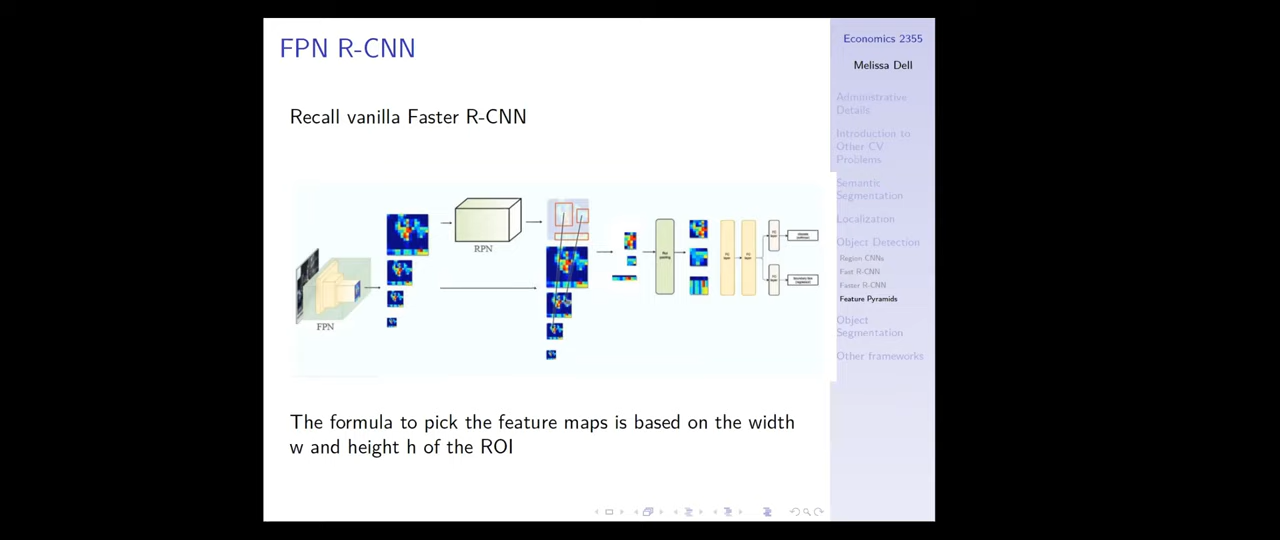 FPN R-CNN
Recall vanilla Faster R-CNN
RPN
FPN
The formula to pick the feature maps is based on the width
w and height h of the ROI
Economics 2355
Melissa Dell
Administrative
Details
Introduction to
Other CV
Problems
Semantic
Segmentation
Localization
Object Detection
Region CNNs
Fast R-CNN
Faster R-CNN
Feature Pyramids
Object
Segmentation
Other frameworks